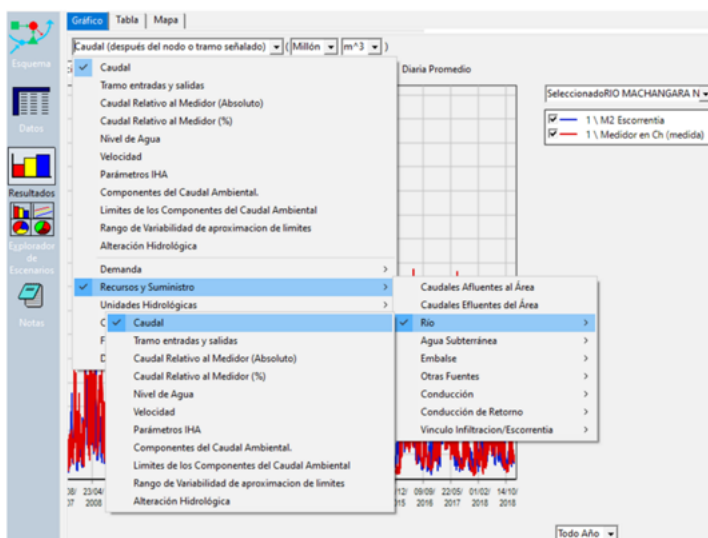 Gráfico Tabla Mapa
Caudal (después del nodo o tramo señalado) ( Millón m^3 )
Diaria Promedio
Esquema
Datos
Resultados
Explorador
de
Escenarios
Notas
Caudal
Tramo entradas y salidas
Caudal Relativo al Medidor (Absoluto)
Caudal Relativo al Medidor (%)
Nivel de Agua
Velocidad
Parámetros IHA
Componentes del Caudal Ambiental.
Limites de los Componentes del Caudal Ambiental
Rango de Variabilidad de aproximacion de limites
Alteración Hidrológica
Demanda >
Recursos y Suministro >
Unidades Hidrológicas >
C
F
D
Caudal
Tramo entradas y salidas
Caudal Relativo al Medidor (Absoluto)
Caudal Relativo al Medidor (%)
Nivel de Agua
Velocidad
Parámetros IHA
Componentes del Caudal Ambiental.
Limites de los Componentes del Caudal Ambiental
Rango de Variabilidad de aproximacion de limites
Alteración Hidrológica
Caudales Afluentes al Área
Caudales Efluentes del Área
Río >
Agua Subterránea >
Embalse >
Otras Fuentes >
Conducción >
Conducción de Retorno >
Vinculo Infiltracion/Escorrentia >
SeleccionadoRIO MACHANGARA N
1 \ M2 Escorrentia
1 \ Medidor en Ch (medida)
08/ 23/04/ 12/ 09/09/ 22/05/ 01/02/ 14/10/
07 2008 15 2016 2017 2018 2018
Todo Año